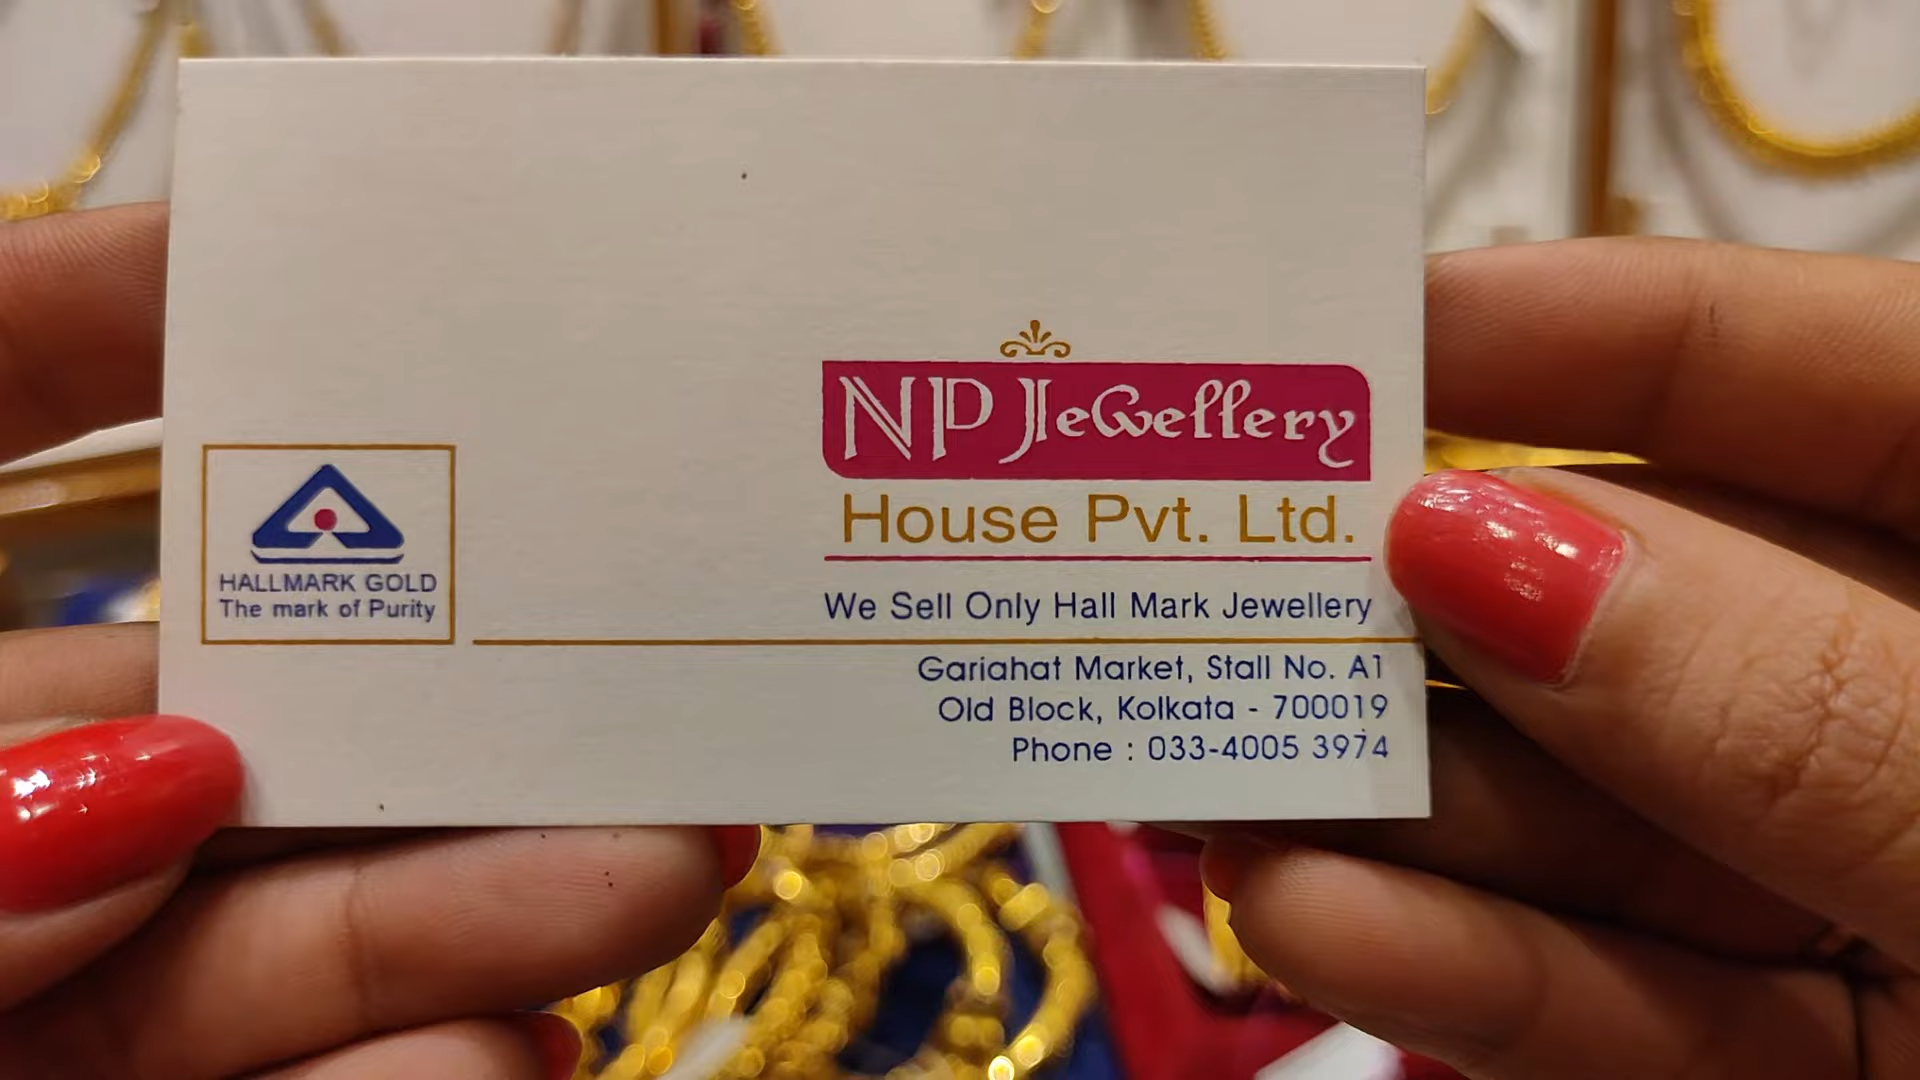 NP Jewellery
House Pvt. Ltd.
We Sell Only Hall Mark Jewellery
HALLMARK GOLD
The mark of Purity
Gariahat Market, Stall No. A1
Old Block, Kolkata - 700019
Phone : 033-4005 3974